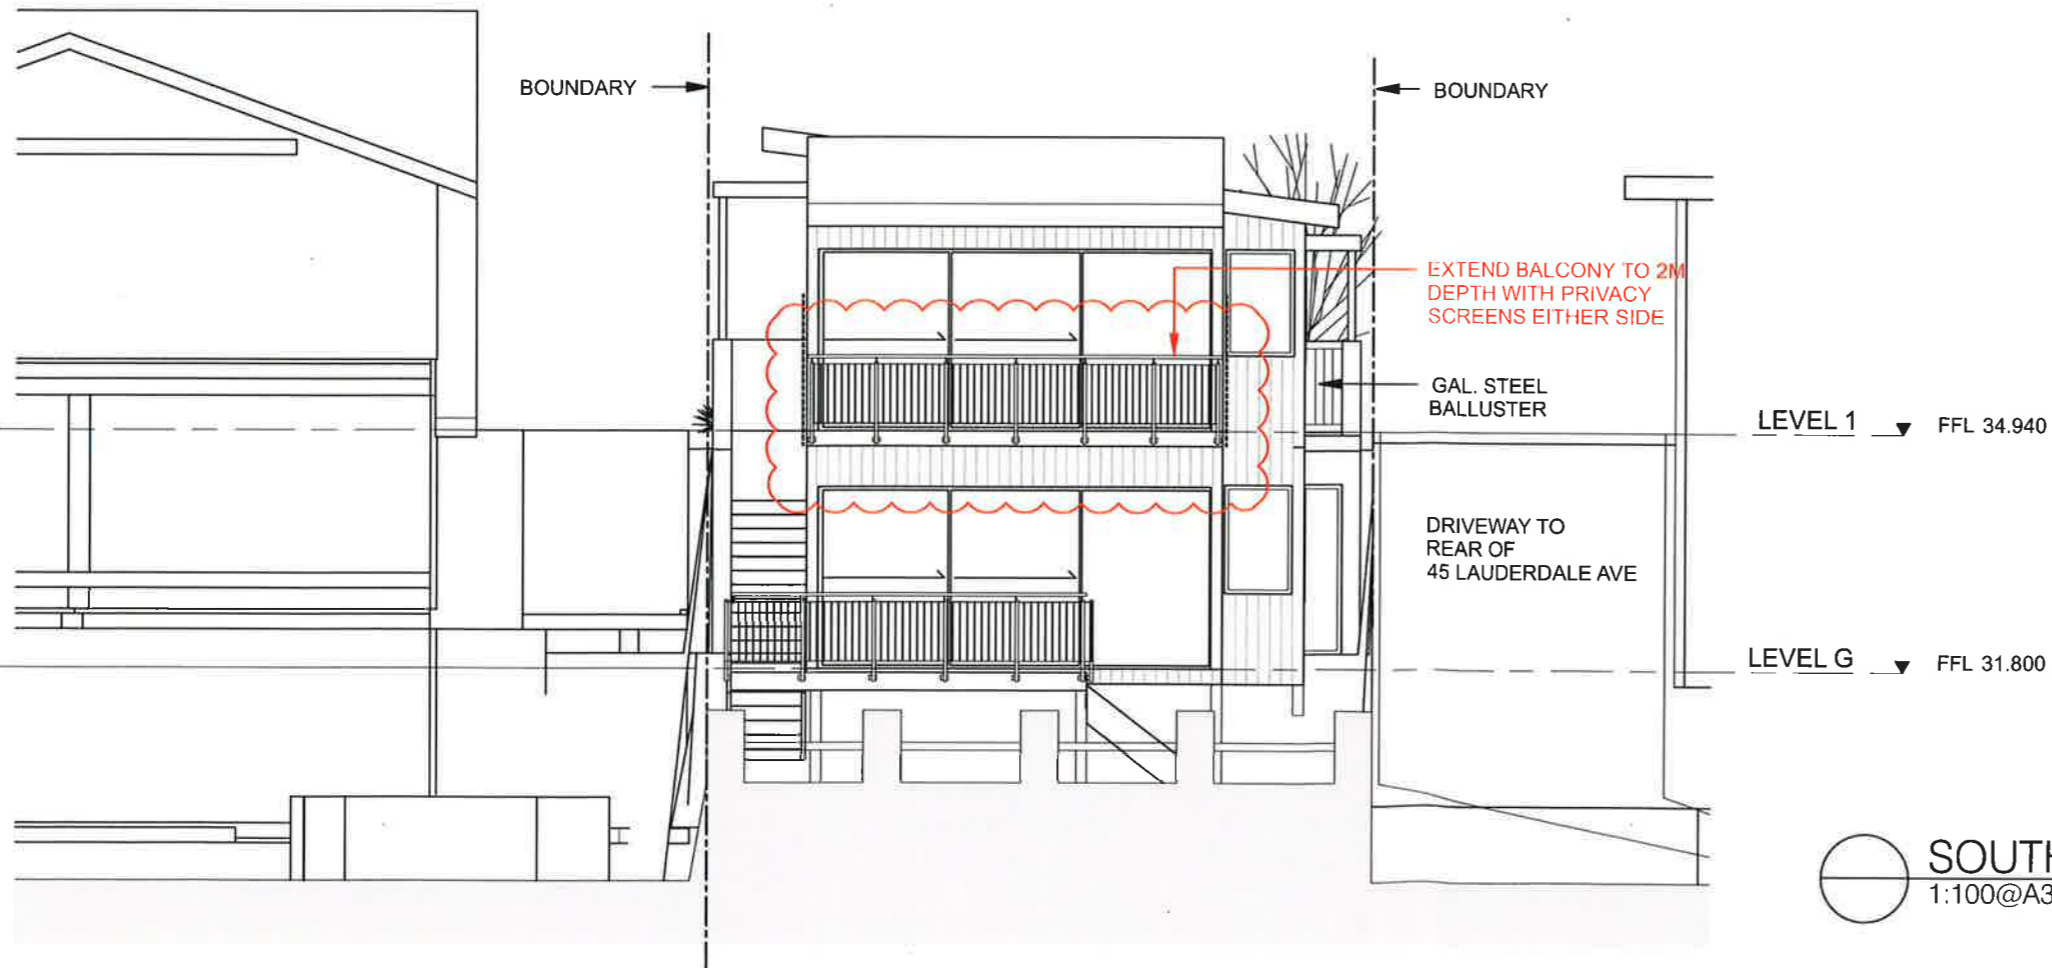 BOUNDARY
BOUNDARY
EXTEND BALCONY TO 2M
DEPTH WITH PRIVACY
SCREENS EITHER SIDE
GAL. STEEL
BALLUSTER
LEVEL 1
FFL 34.940
DRIVEWAY TO
REAR OF
45 LAUDERDALE AVE
LEVEL G
FFL 31.800
SOUTH
1:100@A3